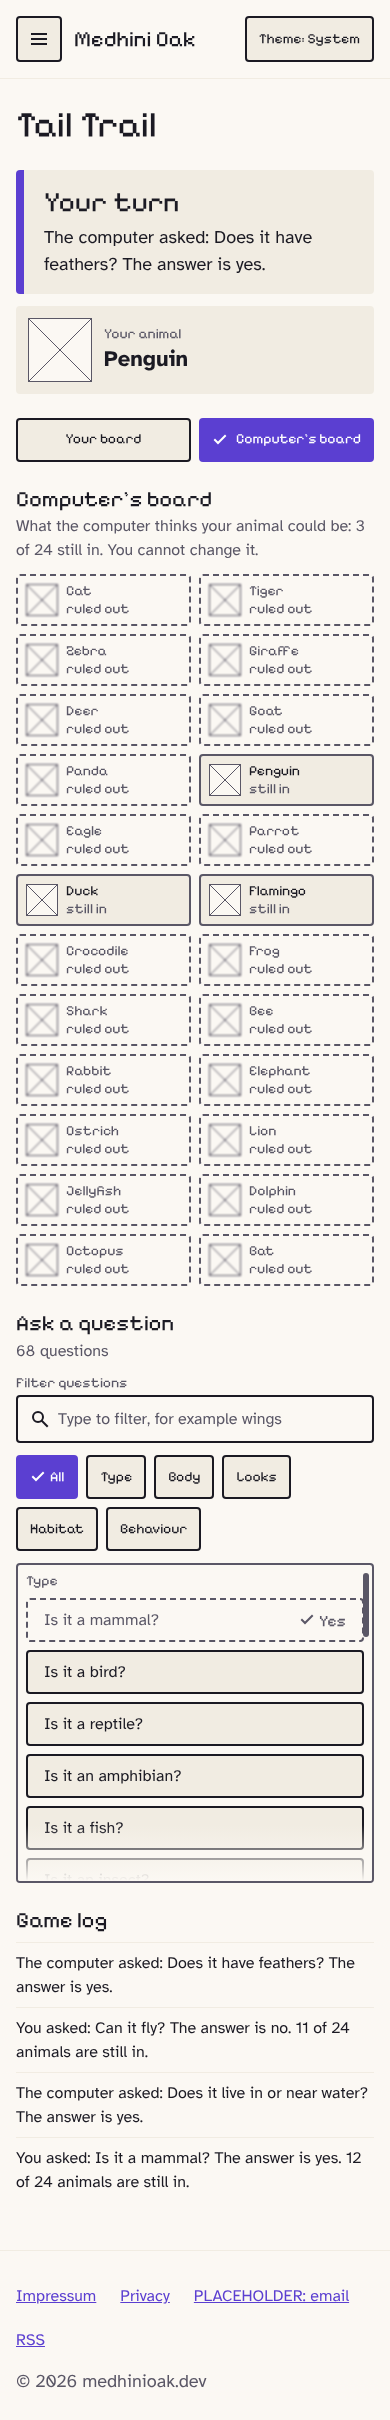 Medhini Oak
Theme: System
Tail Trail
Your turn
The computer asked: Does it have
feathers? The answer is yes.
Your animal
Penguin
Your board
Computer's board
Computer's board
What the computer thinks your animal could be: 3
of 24 still in. You cannot change it.
Cat
ruled out
Tiger
ruled out
Zebra
ruled out
Giraffe
ruled out
Deer
ruled out
Goat
ruled out
Panda
ruled out
Penguin
still in
Eagle
ruled out
Parrot
ruled out
Duck
still in
Flamingo
still in
Crocodile
ruled out
Frog
ruled out
Shark
ruled out
Bee
ruled out
Rabbit
ruled out
Elephant
ruled out
Ostrich
ruled out
Lion
ruled out
Jellyfish
ruled out
Dolphin
ruled out
Octopus
ruled out
Bat
ruled out
Ask a question
68 questions
Filter questions
Type to filter, for example wings
All
Type
Body
Looks
Habitat
Behaviour
Type
Is it a mammal?
Yes
Is it a bird?
Is it a reptile?
Is it an amphibian?
Is it a fish?
Is it an insect?
Game log
The computer asked: Does it have feathers? The
answer is yes.
You asked: Can it fly? The answer is no. 11 of 24
animals are still in.
The computer asked: Does it live in or near water?
The answer is yes.
You asked: Is it a mammal? The answer is yes. 12
of 24 animals are still in.
Impressum
Privacy
PLACEHOLDER: email
RSS
© 2026 medhinioak.dev